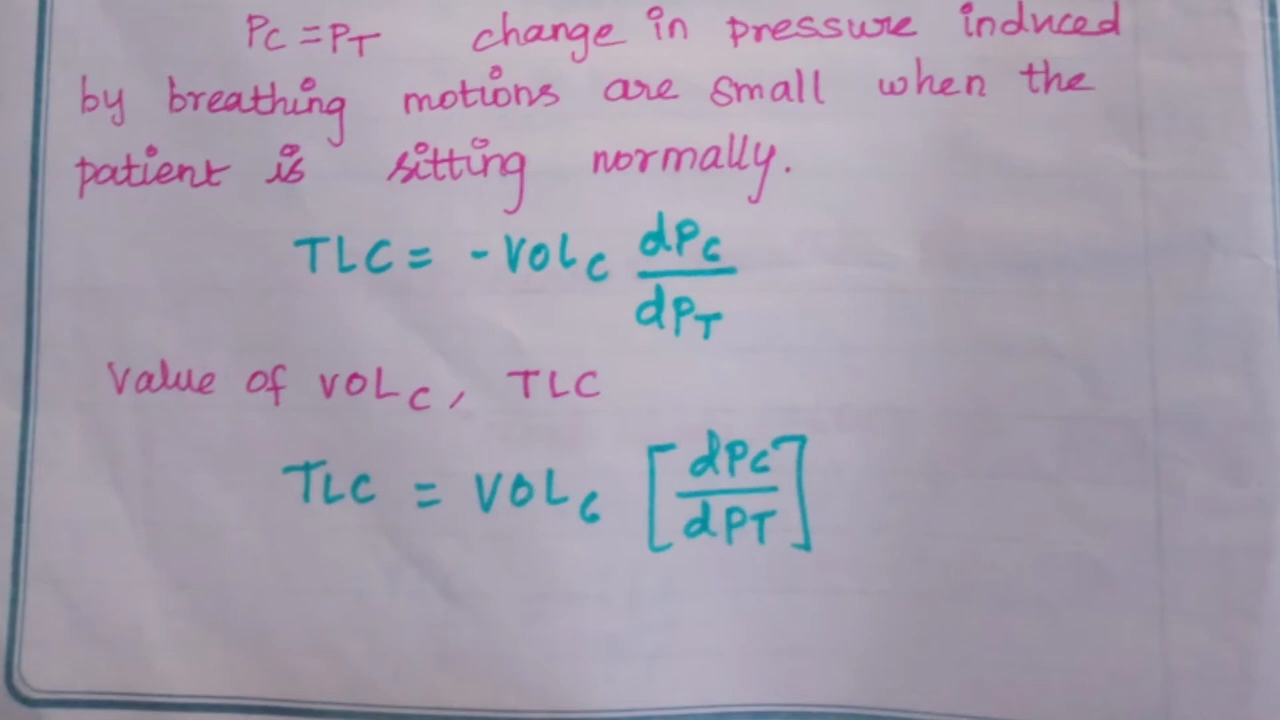 PC = PT change in pressure induced
by breathing motions are small when the
patient is sitting normally.
TLC = -VOLC dPC
dPT
Value of VOLC, TLC
TLC = VOLC [dPC
dPT]